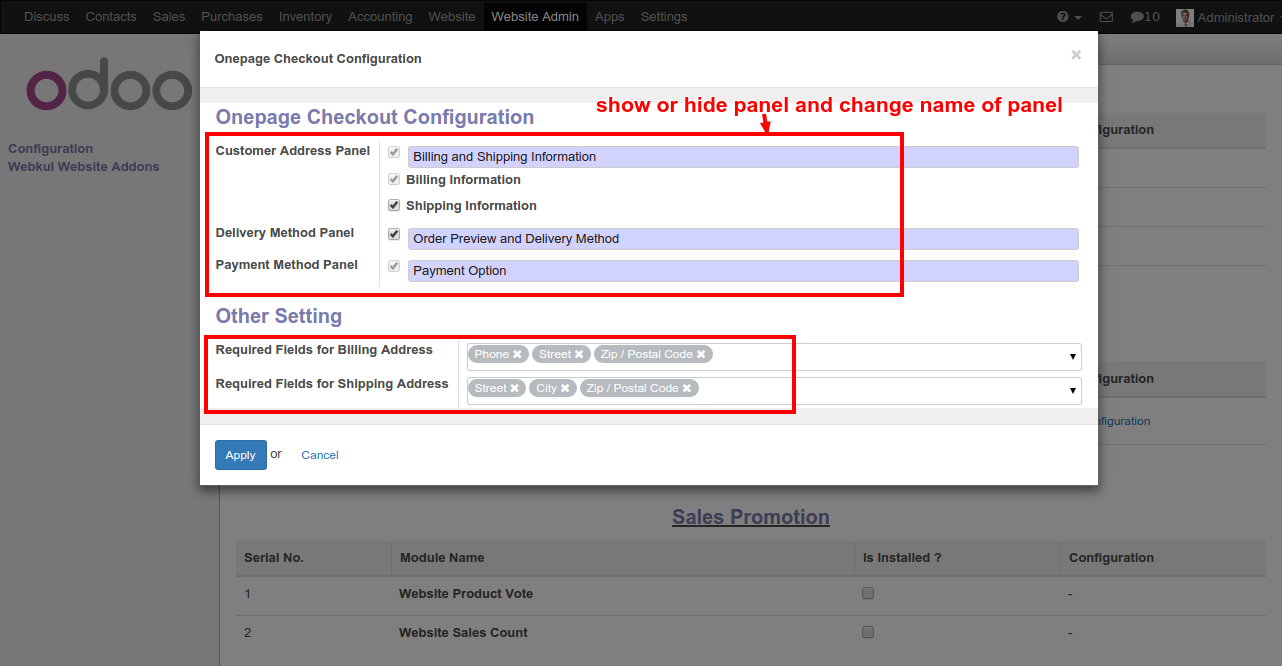 Discuss Contacts Sales Purchases Inventory Accounting Website Website Admin Apps Settings 10 Administrator
Onepage Checkout Configuration ×
odoo
show or hide panel and change name of panel
Onepage Checkout Configuration
iguration
Configuration
Webkul Website Addons
Customer Address Panel Billing and Shipping Information
Billing Information
Shipping Information
Delivery Method Panel Order Preview and Delivery Method
Payment Method Panel Payment Option
Other Setting
Required Fields for Billing Address Phone Street Zip / Postal Code
iguration
Required Fields for Shipping Address Street City Zip / Postal Code
nfiguration
Apply or Cancel
Sales Promotion
Serial No. Module Name Is Installed ? Configuration
1 Website Product Vote -
2 Website Sales Count -